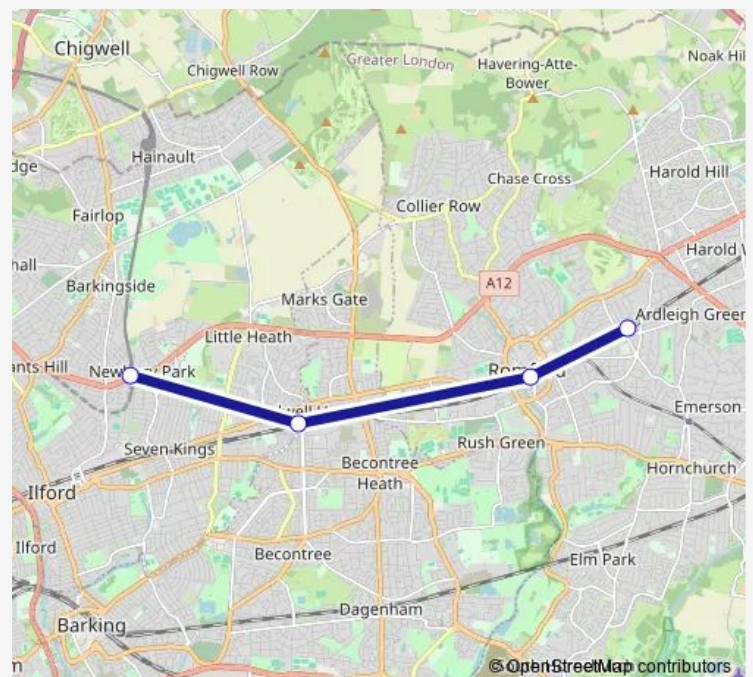 Chigwell
Chigwell Row
Greater London
Havering-Atte-
Bower
Noak Hil
Hainault
dge
Harold Hill
Chase Cross
Fairlop
Collier Row
hall
Harold W
Barkingside
A12
Marks Gate
Ardleigh Green
Little Heath
ants Hill
Newbury Park
Romford
Emerson
Seven Kings
Rush Green
Becontree
Heath
Hornchurch
Ilford
Ilford
Becontree
Elm Park
Dagenham
Barking
m
© OpenStreetMap contributors